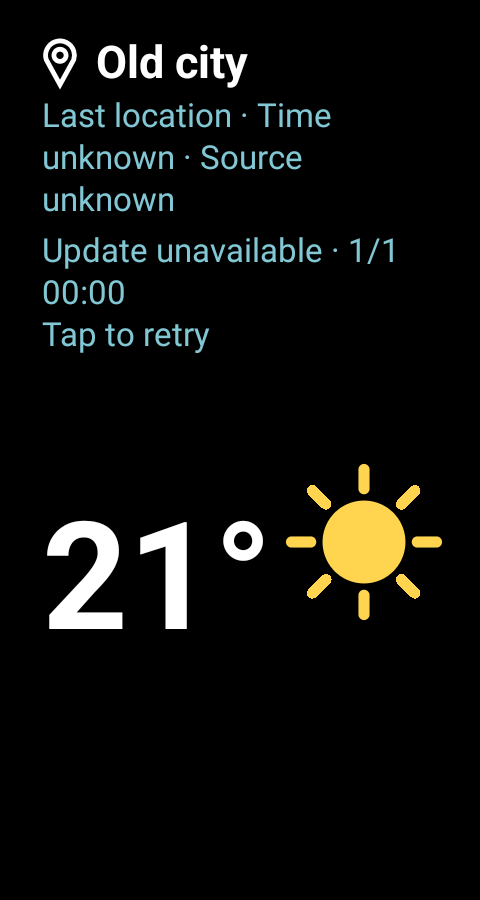 Old city
Last location · Time
unknown · Source
unknown
Update unavailable · 1/1
00:00
Tap to retry
21°